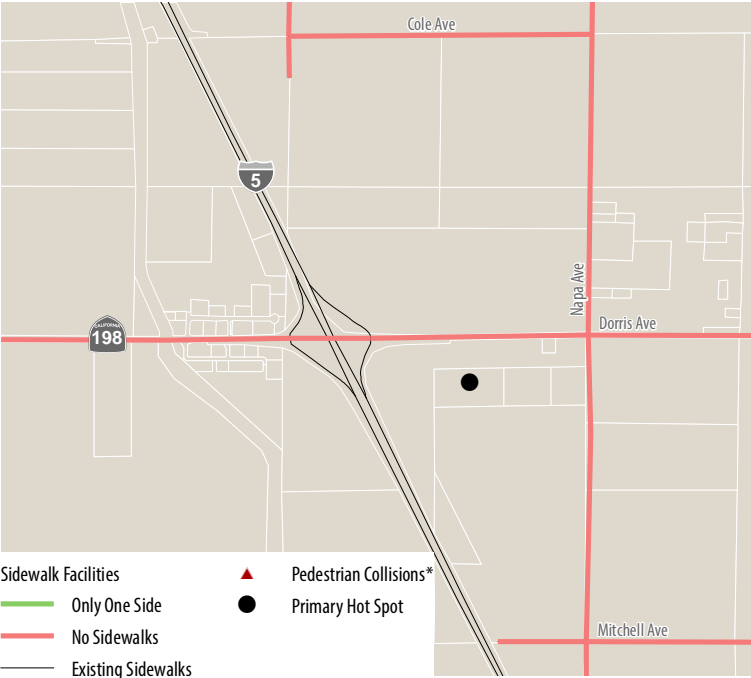 Cole Ave
5
Napa Ave
CALIFORNIA
198
Dorris Ave
Mitchell Ave
Sidewalk Facilities
Only One Side
No Sidewalks
Existing Sidewalks
Pedestrian Collisions*
Primary Hot Spot